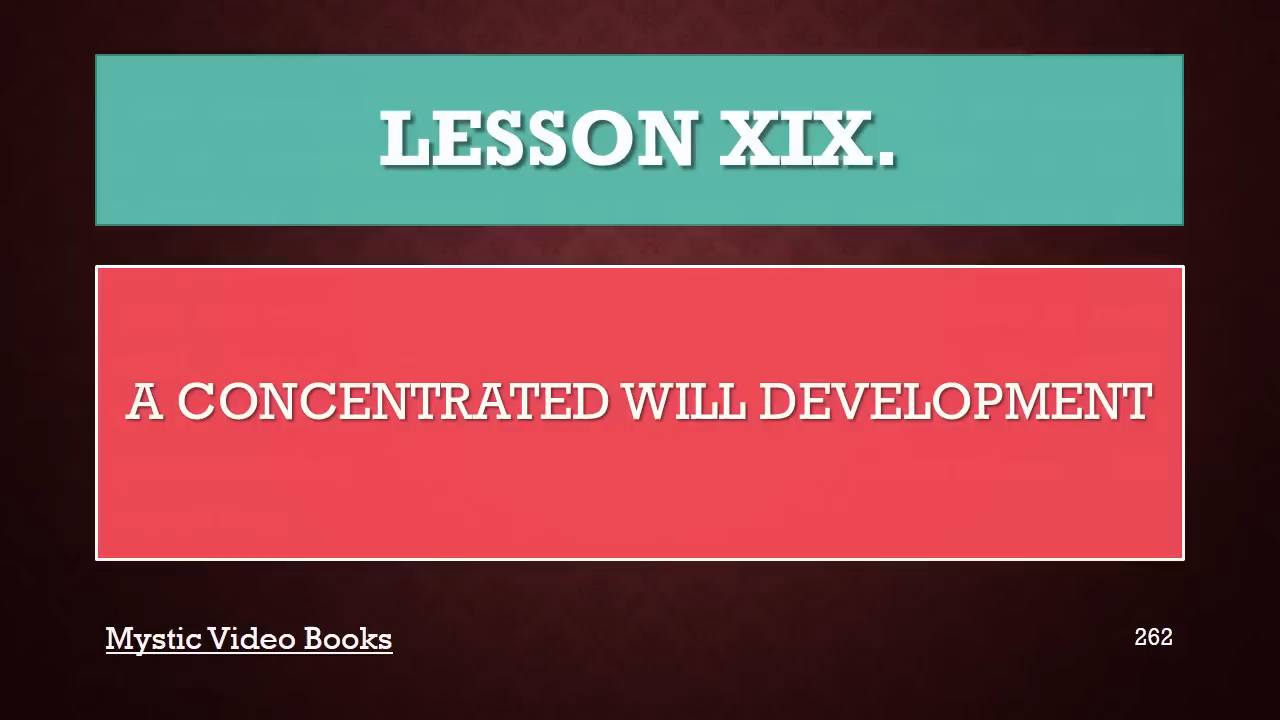 LESSON XIX.
A CONCENTRATED WILL DEVELOPMENT
Mystic Video Books
262